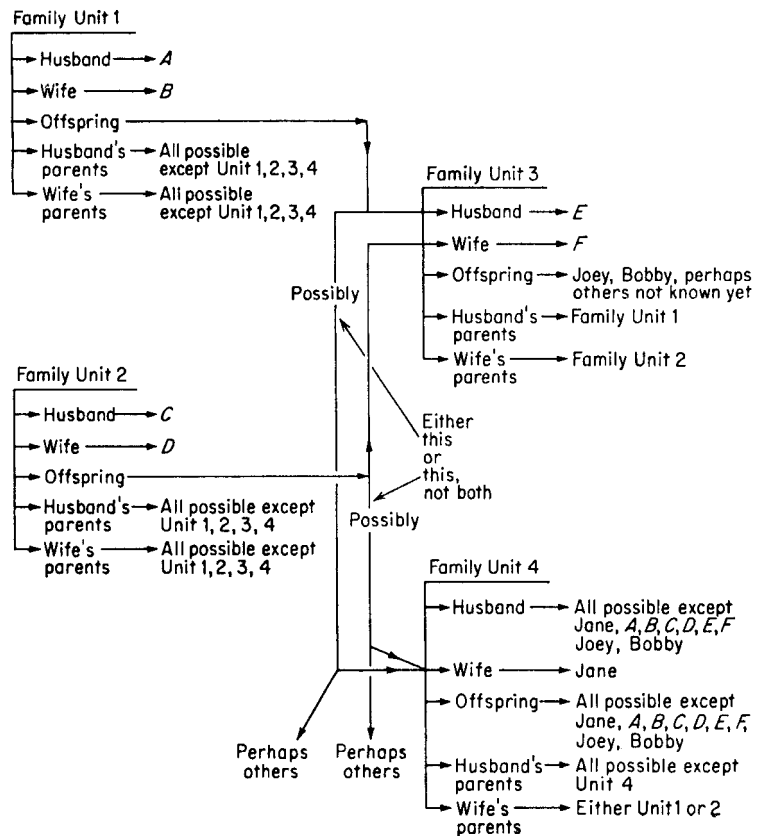 Family Unit 1
Husband A
Wife B
Offspring
Husband's All possible
parents except Unit 1,2,3,4
Wife's All possible
parents except Unit 1,2,3,4
Family Unit 3
Husband E
Wife F
Offspring Joey, Bobby, perhaps
others not known yet
Husband's Family Unit 1
parents
Wife's Family Unit 2
parents
Possibly
Either
this
or
this,
not both
Possibly
Family Unit 2
Husband C
Wife D
Offspring
Husband's All possible except
parents Unit 1, 2, 3, 4
Wife's All possible except
parents Unit 1, 2, 3, 4
Family Unit 4
Husband All possible except
Jane, A, B, C, D, E, F
Joey, Bobby
Wife Jane
Offspring All possible except
Jane, A, B, C, D, E, F,
Joey, Bobby
Husband's All possible except
parents Unit 4
Wife's Either Unit 1 or 2
parents
Perhaps
others
Perhaps
others